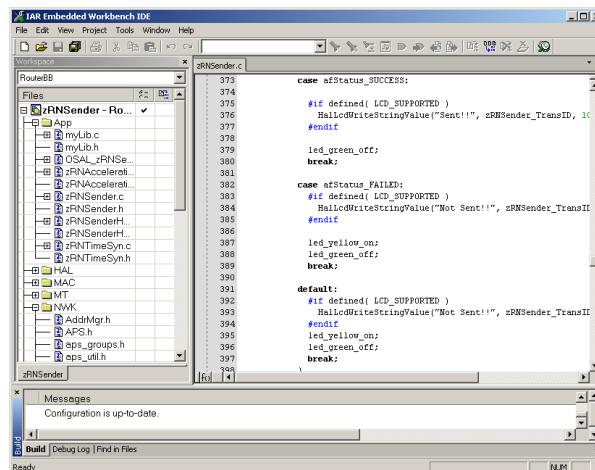 IAR Embedded Workbench IDE
File Edit View Project Tools Window Help
Workspace
RouterBB
Files
zRNSender - Ro...
App
myLib.c
myLib.h
OSAL_zRNSe...
zRNAccelerati...
zRNAccelerati...
zRNSender.c
zRNSender.h
zRNSenderH...
zRNSenderH...
zRNTimeSyn.c
zRNTimeSyn.h
HAL
MAC
MT
NWK
AddrMgr.h
APS.h
aps_groups.h
aps_util.h
zRNSender
zRNSender.c
373 case afStatus_SUCCESS:
374
375 #if defined( LCD_SUPPORTED )
376 HalLcdWriteStringValue("Sent!!", zRNSender_TransID, 10
377 #endif
378
379 led_green_off;
380 break;
381
382 case afStatus_FAILED:
383 #if defined( LCD_SUPPORTED )
384 HalLcdWriteStringValue("Not Sent!!", zRNSender_TransID
385 #endif
386
387 led_yellow_on;
388 led_green_off;
389 break;
390
391 default:
392 #if defined( LCD_SUPPORTED )
393 HalLcdWriteStringValue("Not Sent!!", zRNSender_TransID
394 #endif
395 led_yellow_on;
396 led_green_off;
397 break;
398 }
Messages
Configuration is up-to-date.
Build
Build Debug Log Find in Files
Ready NUM